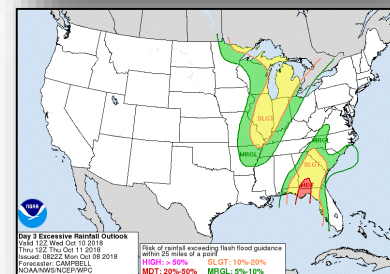 SLGT
MRGL
MRGL
SLGT
MDT
noaa
Day 3 Excessive Rainfall Outlook
Valid 12Z Wed Oct 10 2018
Thru 12Z Thu Oct 11 2018
Issued: 0822Z Mon Oct 08 2018
Forecaster: CAMPBELL
NOAA/NWS/NCEP/WPC
Risk of rainfall exceeding flash flood guidance
within 25 miles of a point
HIGH: > 50% SLGT: 10%-20%
MDT: 20%-50% MRGL: 5%-10%